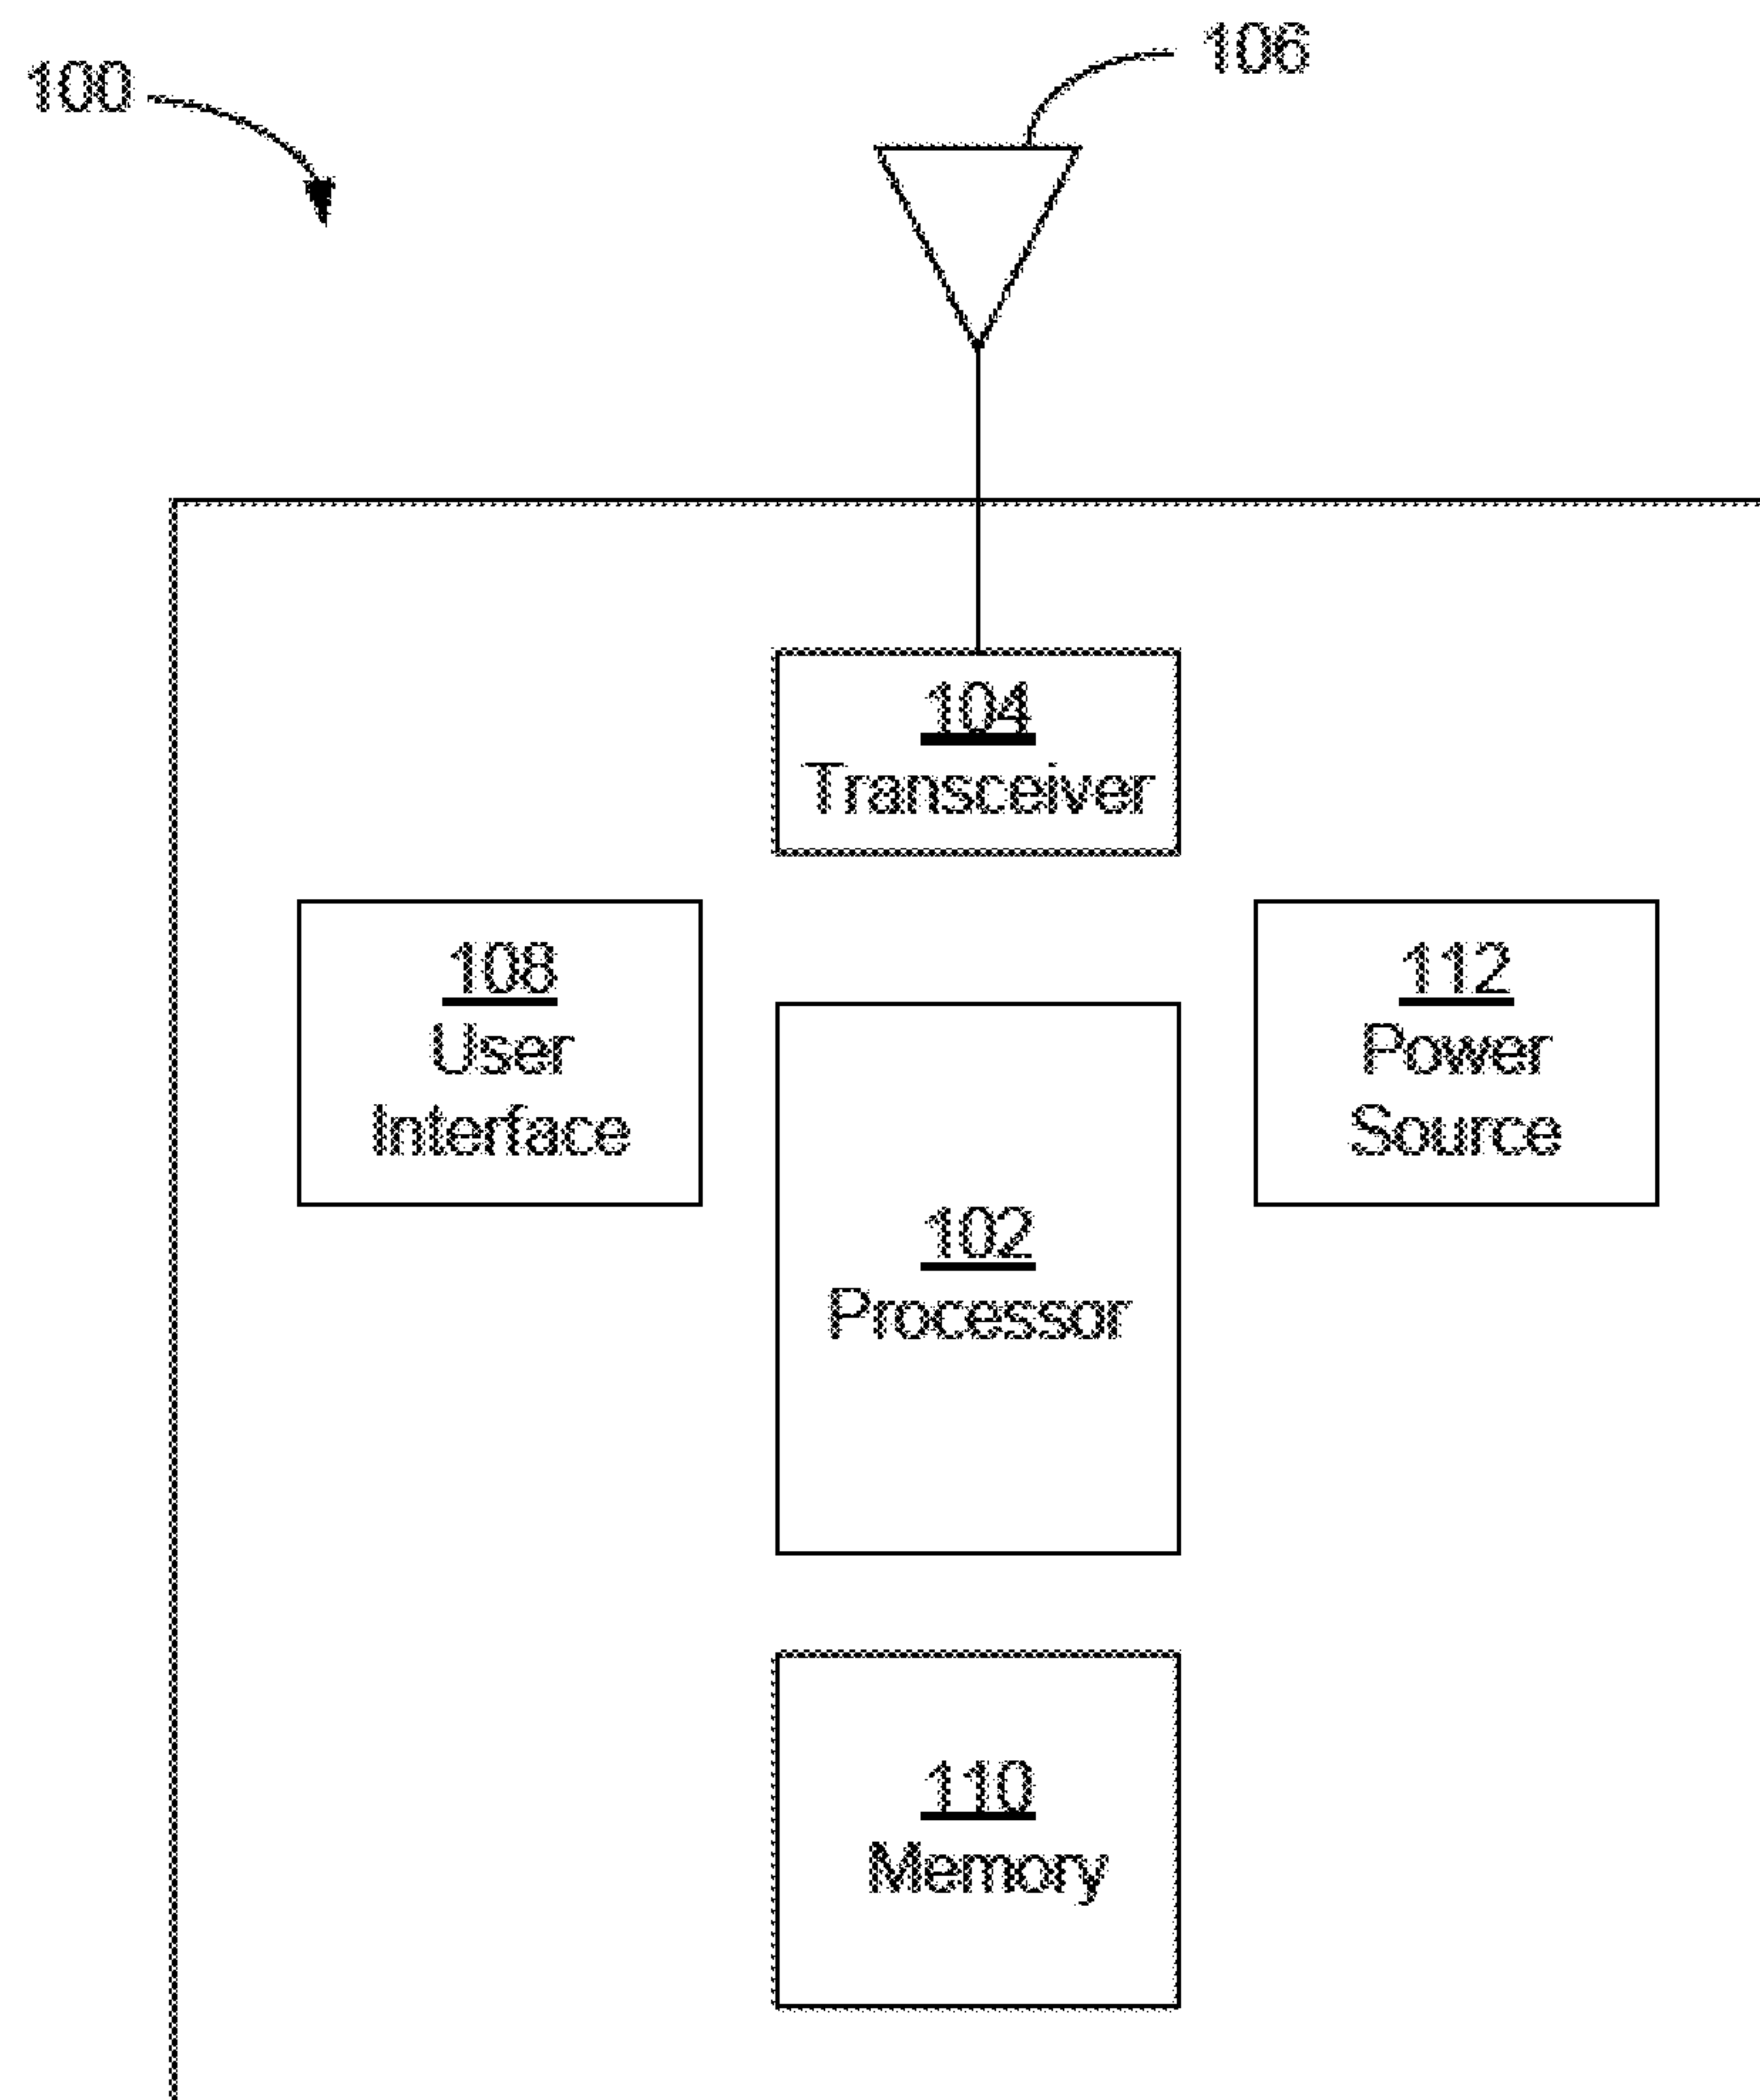 106
100
104
Transceiver
108
User
Interface
112
Power
Source
102
Processor
110
Memory